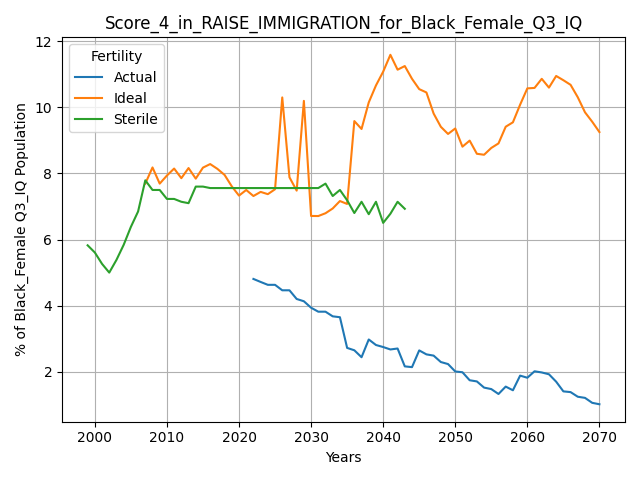 Score_4_in_RAISE_IMMIGRATION_for_Black_Female_Q3_IQ
% of Black_Female Q3_IQ Population
12
10
8
6
4
2
Fertility
Actual
Ideal
Sterile
2000 2010 2020 2030 2040 2050 2060 2070
Years